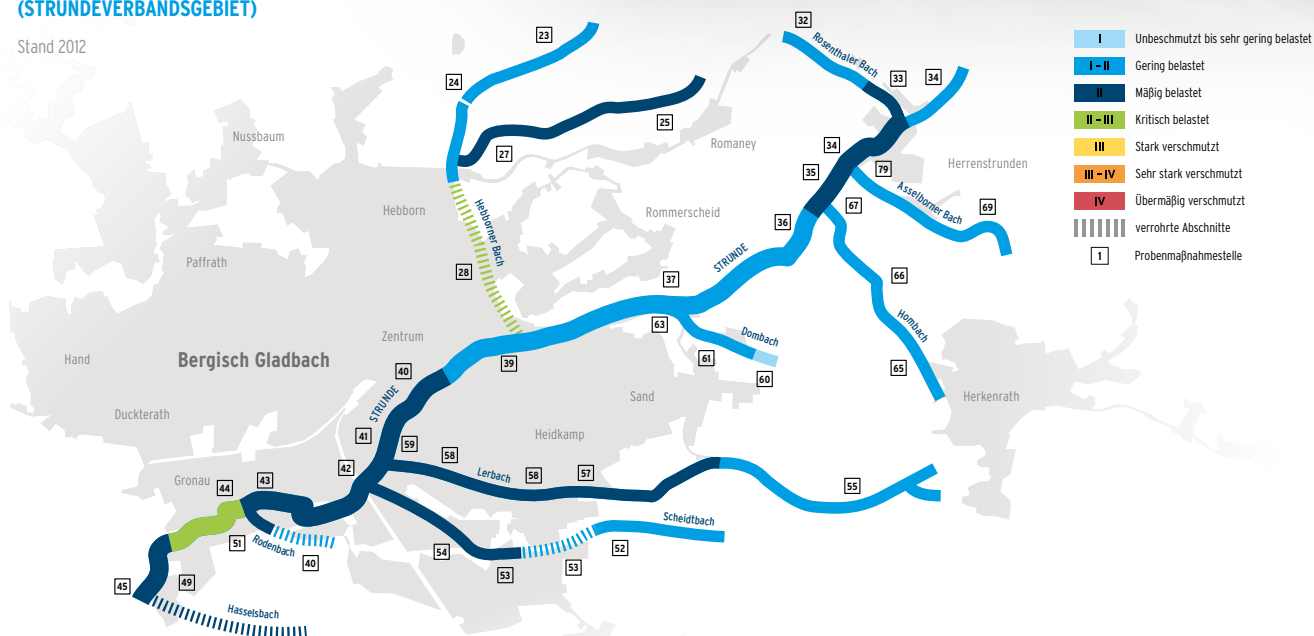 (STRUNDEVERBANDSGEBIET)
Stand 2012
I Unbeschmutzt bis sehr gering belastet
I – II Gering belastet
II Mäßig belastet
II – III Kritisch belastet
III Stark verschmutzt
III – IV Sehr stark verschmutzt
IV Übermäßig verschmutzt
verrohrte Abschnitte
1 Probenmaßnahmestelle
23
32
Rosenthaler Bach
24
33
34
25
Nussbaum
27
Romaney
34
35
79
Herrenstrunden
Asselborner Bach
69
67
Hebborn
Hebborner Bach
Rommerscheid
36
Paffrath
28
STRUNDE
37
66
Hombach
63
Dombach
Zentrum
39
61
60
65
Hand
Bergisch Gladbach
40
STRUNDE
Sand
Herkenrath
Duckterath
41
59
Heidkamp
58
42
Lerbach
58
57
Gronau
43
44
55
Scheidtbach
51
Rodenbach
40
54
53
53
52
45
49
Hasselsbach